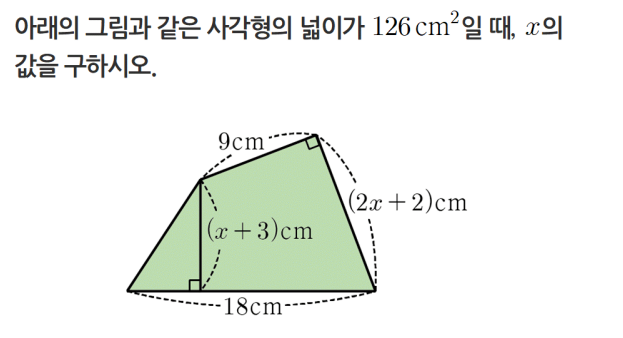 아래의 그림과 같은 사각형의 넓이가 126 cm²일 때, x의
값을 구하시오.
9cm
(2x + 2)cm
(x + 3)cm
18cm